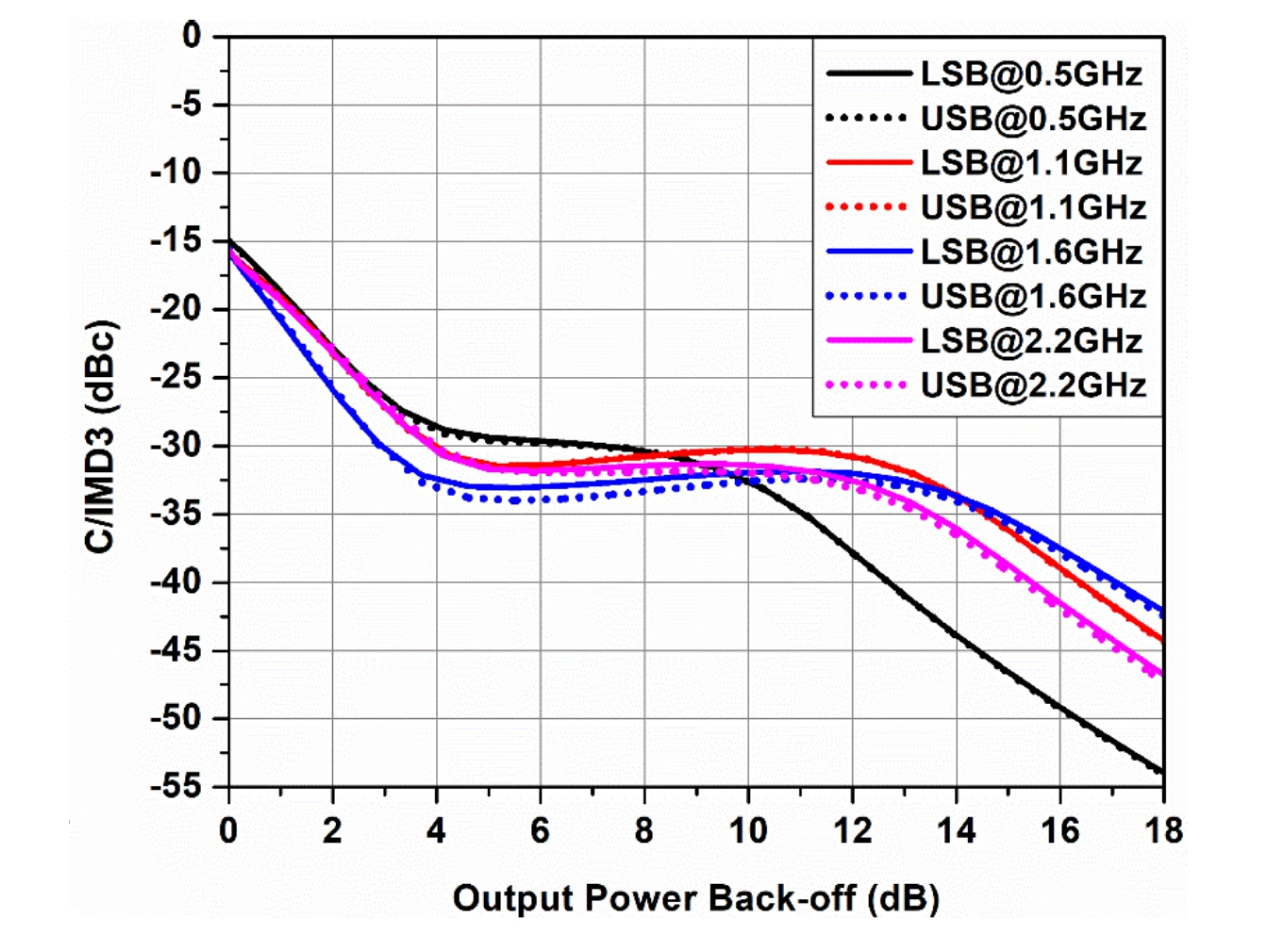 0
-5
-10
-15
-20
-25
-30
-35
-40
-45
-50
-55
C/IMD3 (dBc)
LSB@0.5GHz
USB@0.5GHz
LSB@1.1GHz
USB@1.1GHz
LSB@1.6GHz
USB@1.6GHz
LSB@2.2GHz
USB@2.2GHz
0 2 4 6 8 10 12 14 16 18
Output Power Back-off (dB)